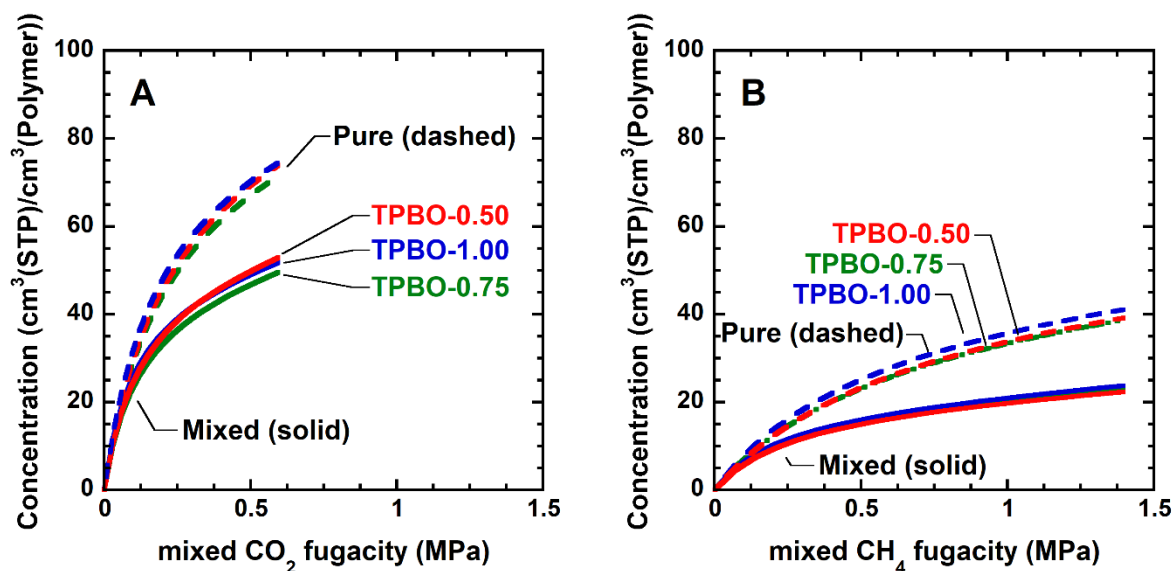 A
Concentration (cm³(STP)/cm³(Polymer))
100
80
60
40
20
0
Pure (dashed)
TPBO-0.50
TPBO-1.00
TPBO-0.75
Mixed (solid)
0
0.5
1
1.5
mixed CO₂ fugacity (MPa)
B
Concentration (cm³(STP)/cm³(Polymer))
100
80
60
40
20
0
TPBO-0.50
TPBO-0.75
TPBO-1.00
Pure (dashed)
Mixed (solid)
0
0.5
1
1.5
mixed CH₄ fugacity (MPa)